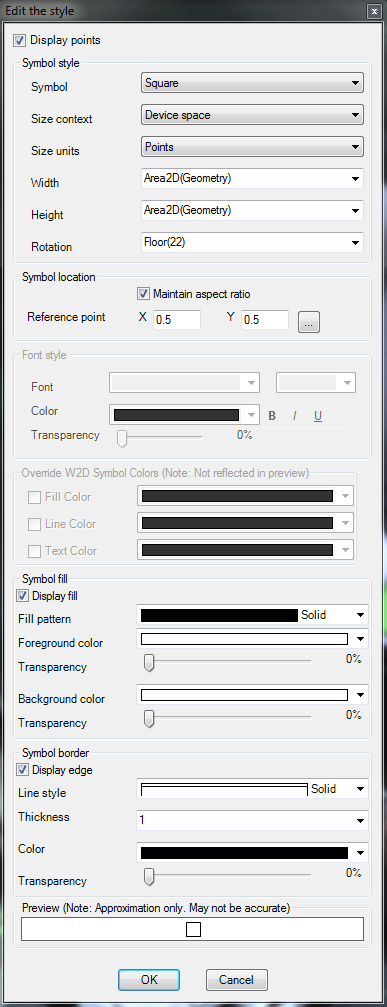 Edit the style x
Display points
Symbol style
Symbol Square
Size context Device space
Size units Points
Width Area2D(Geometry)
Height Area2D(Geometry)
Rotation Floor(22)
Symbol location
Maintain aspect ratio
Reference point X 0.5 Y 0.5 ...
Font style
Font
Color B I U
Transparency 0%
Override W2D Symbol Colors (Note: Not reflected in preview)
Fill Color
Line Color
Text Color
Symbol fill
Display fill
Fill pattern Solid
Foreground color
Transparency 0%
Background color
Transparency 0%
Symbol border
Display edge
Line style Solid
Thickness 1
Color
Transparency 0%
Preview (Note: Approximation only. May not be accurate)
OK Cancel